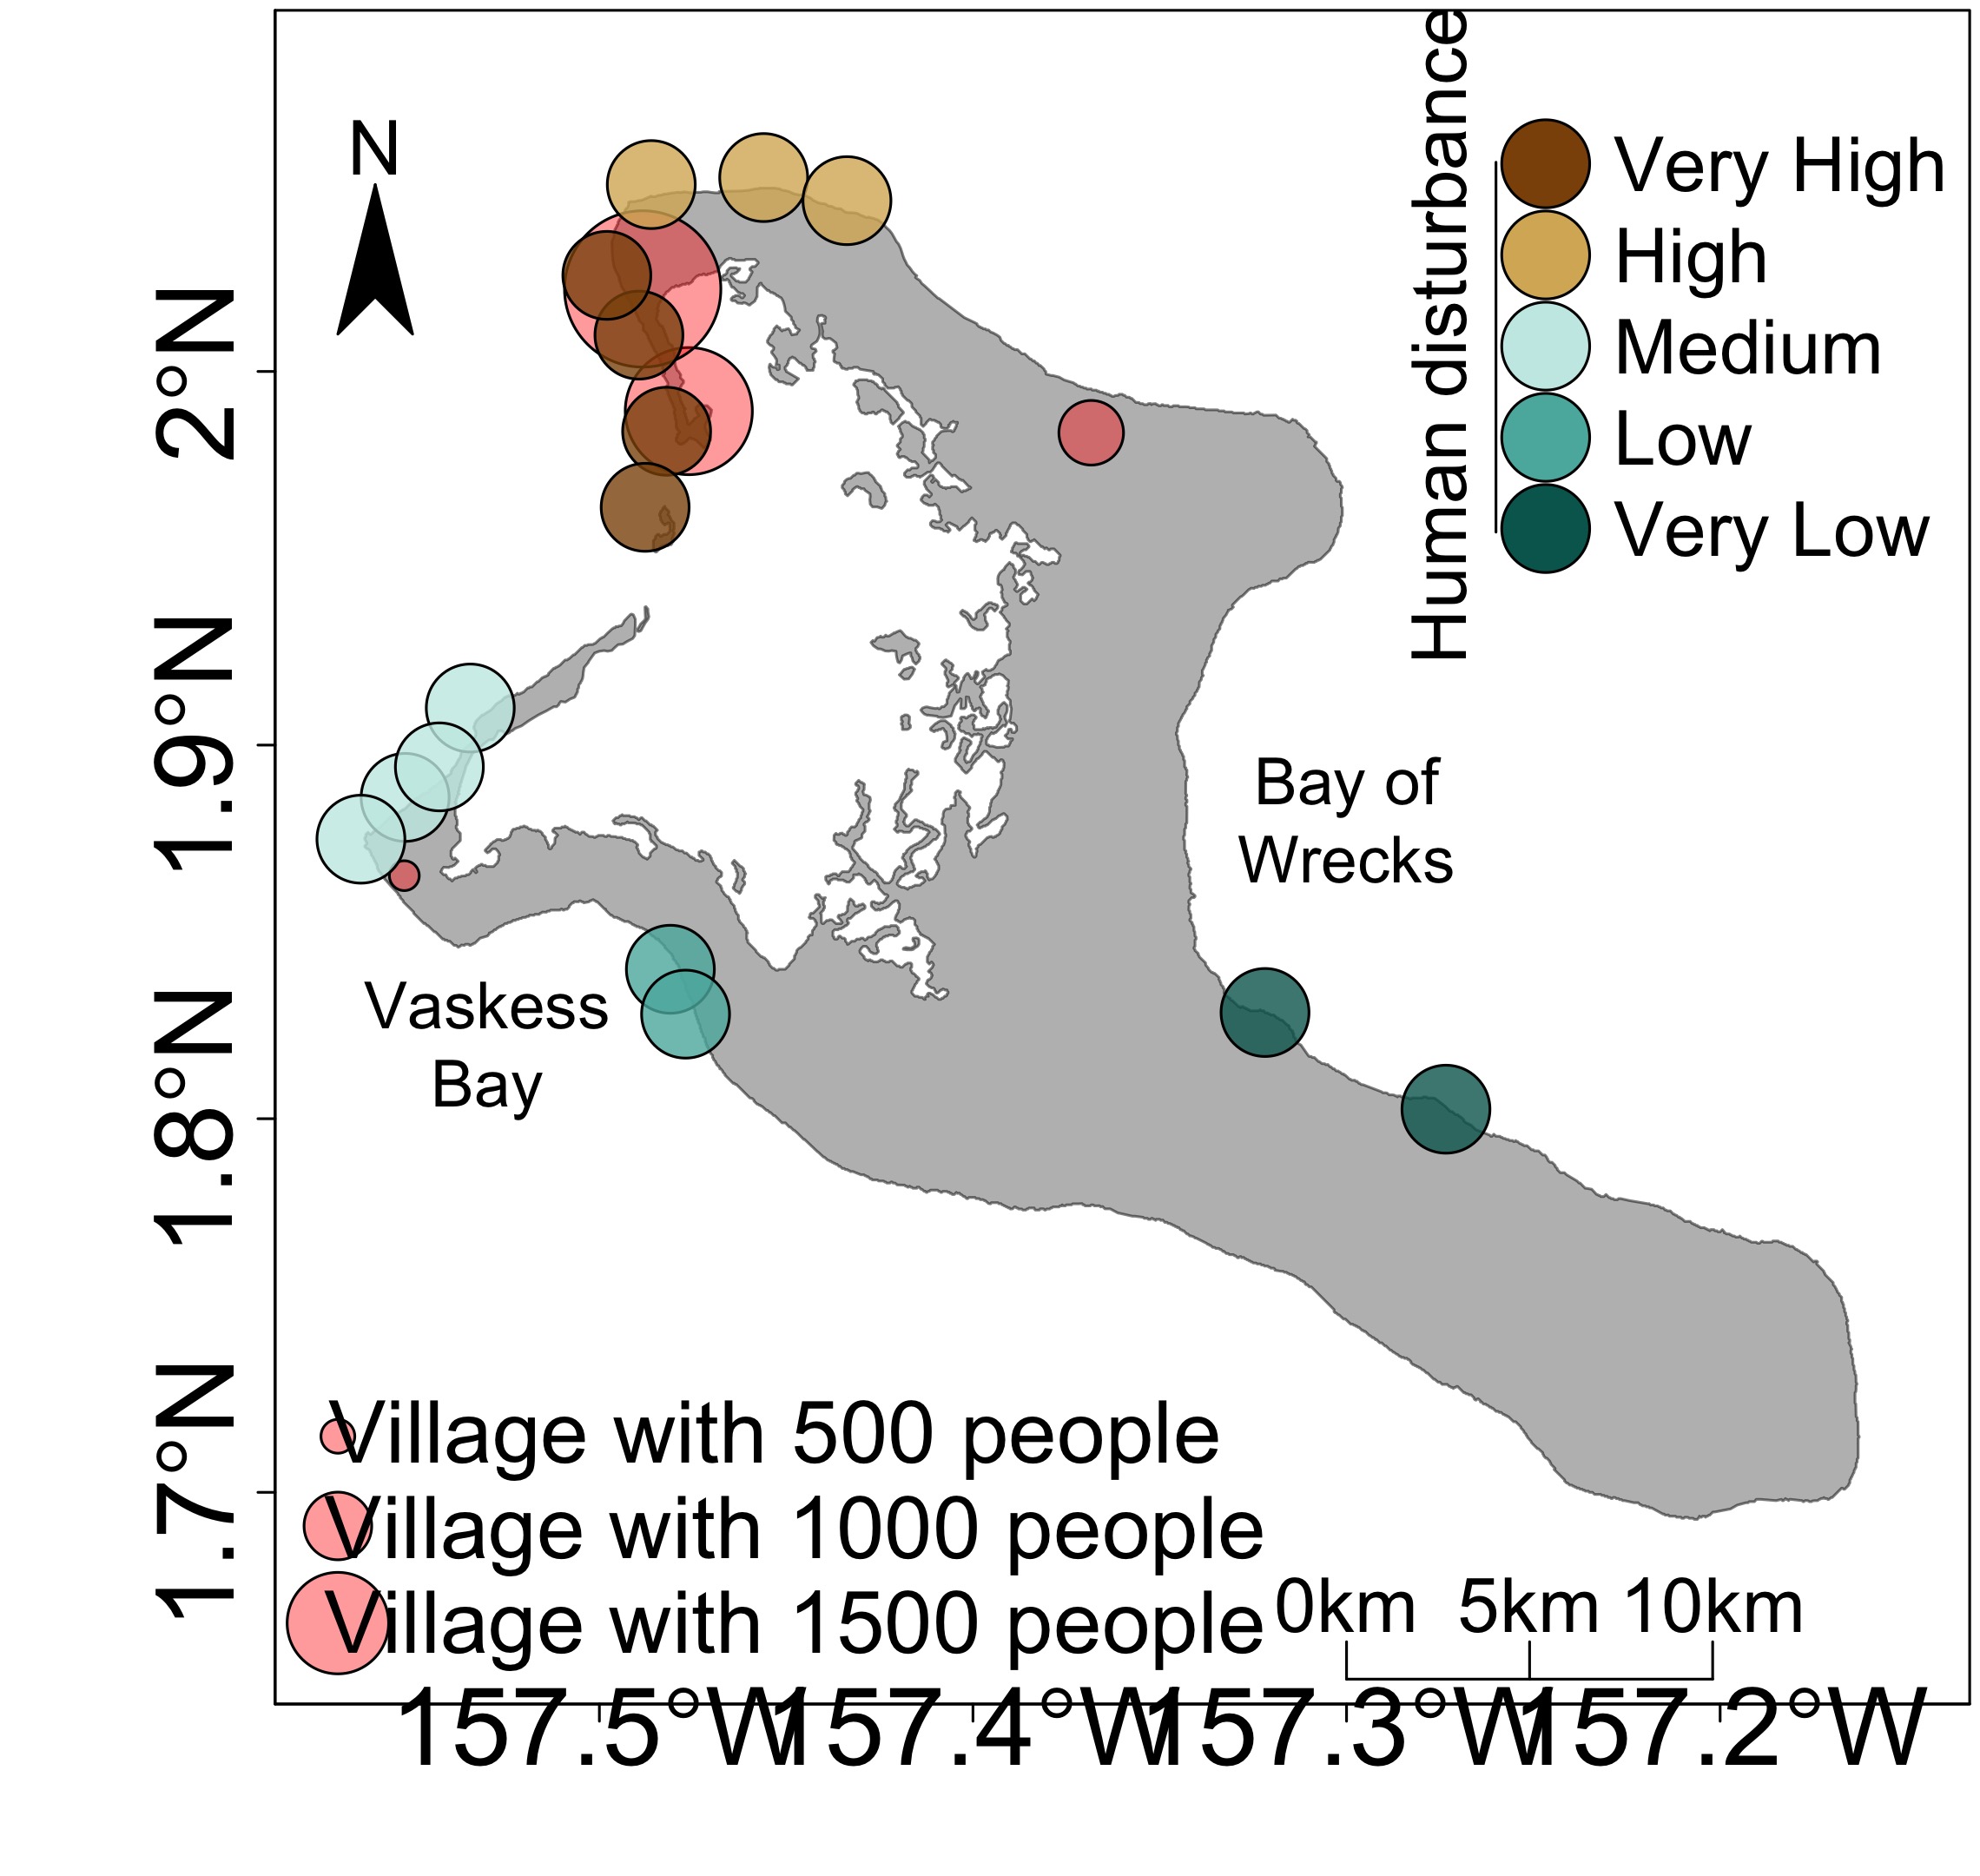 N
Human disturbance
Very High
High
Medium
Low
Very Low
2°N
1.9°N
1.8°N
1.7°N
Bay of
Wrecks
Vaskess
Bay
Village with 500 people
Village with 1000 people
Village with 1500 people
0km 5km 10km
157.5°W 157.4°W 157.3°W 157.2°W